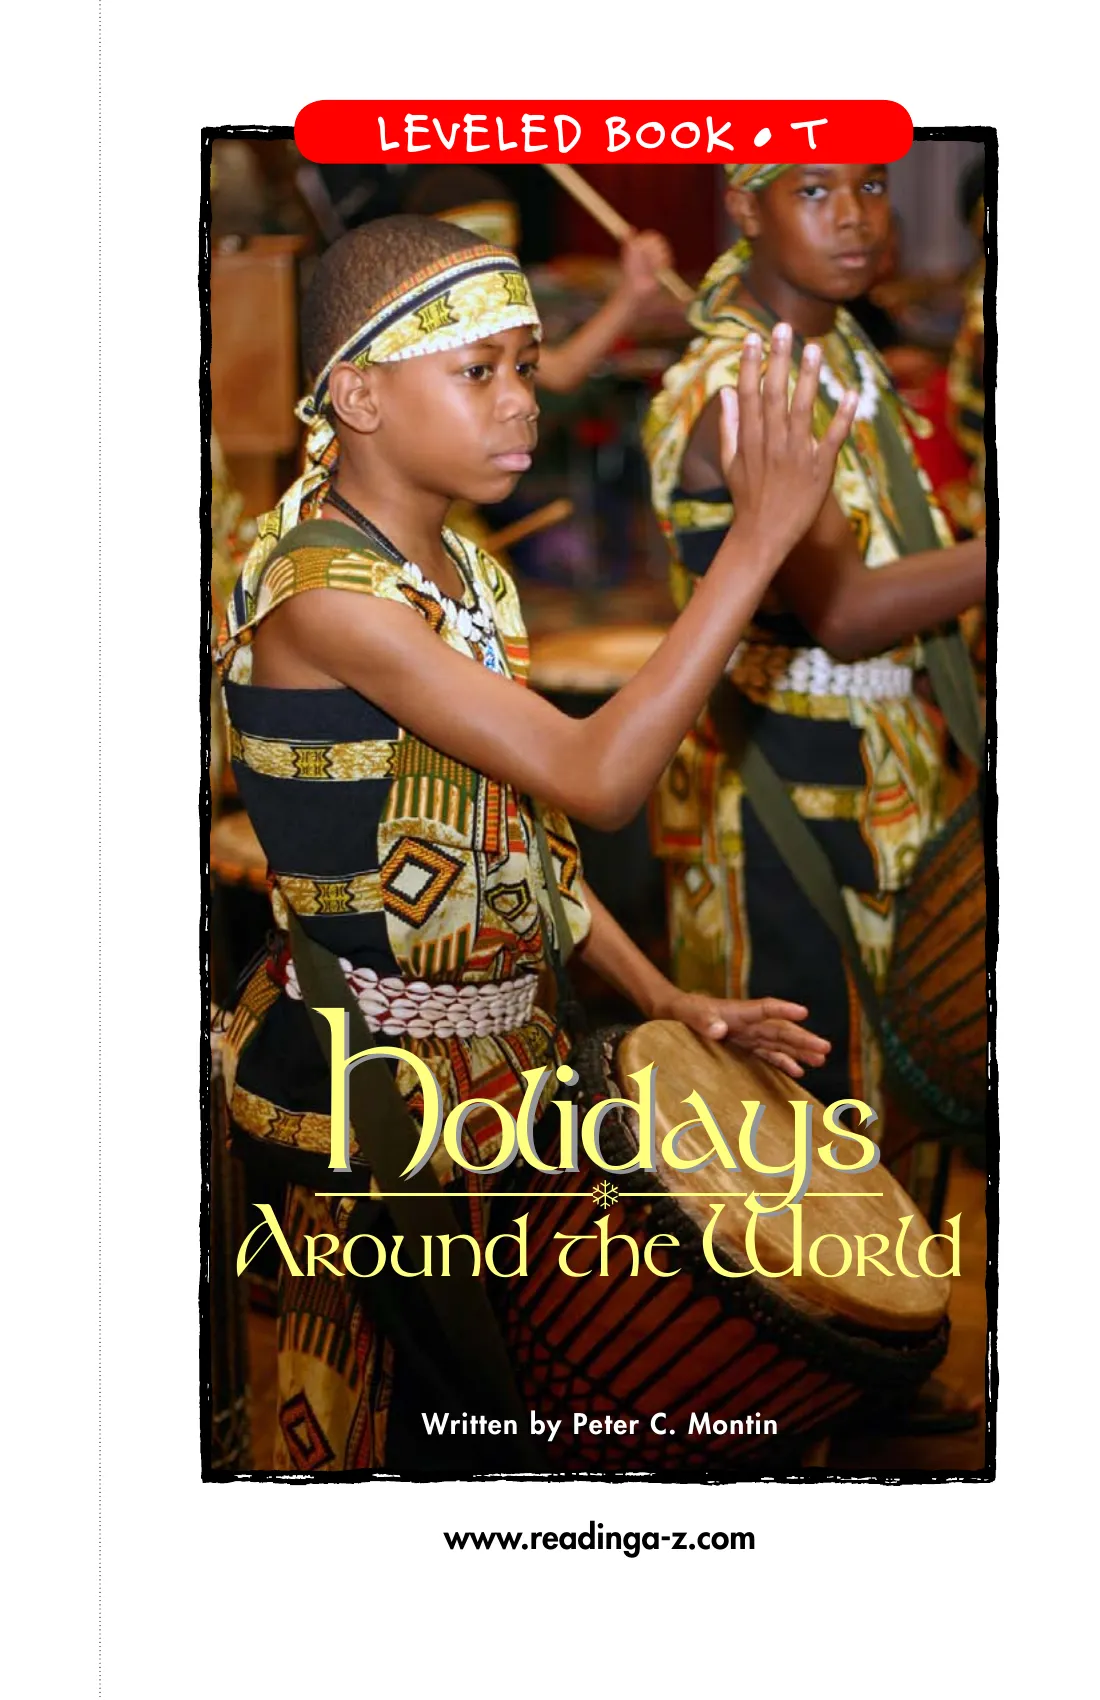 LEVELED BOOK • T
Holidays
Around the World
Written by Peter C. Montin
www.readinga-z.com